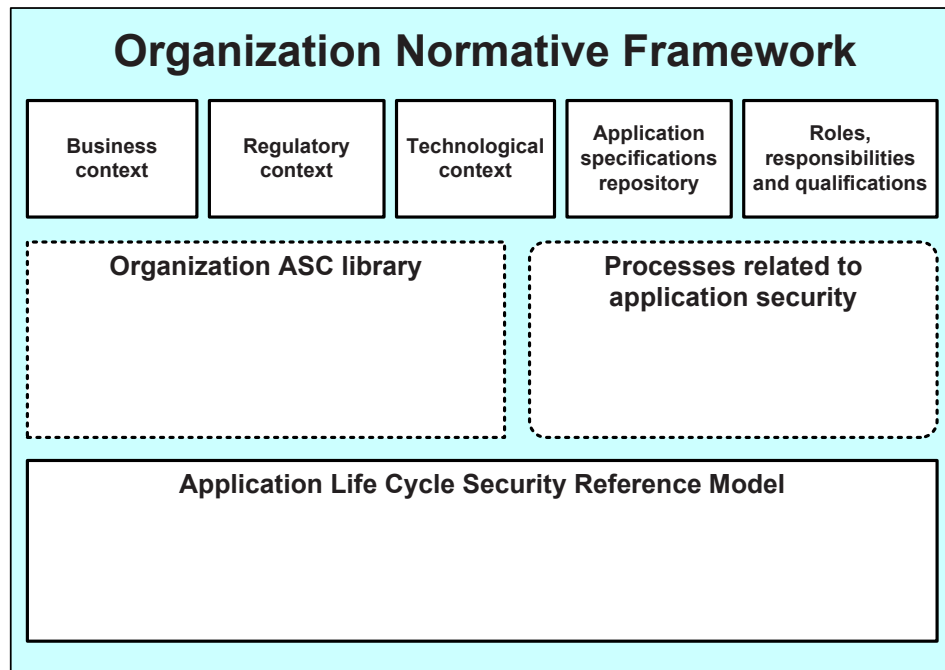 Organization Normative Framework
Business
context
Regulatory
context
Technological
context
Application
specifications
repository
Roles,
responsibilities
and qualifications
Organization ASC library
Processes related to
application security
Application Life Cycle Security Reference Model